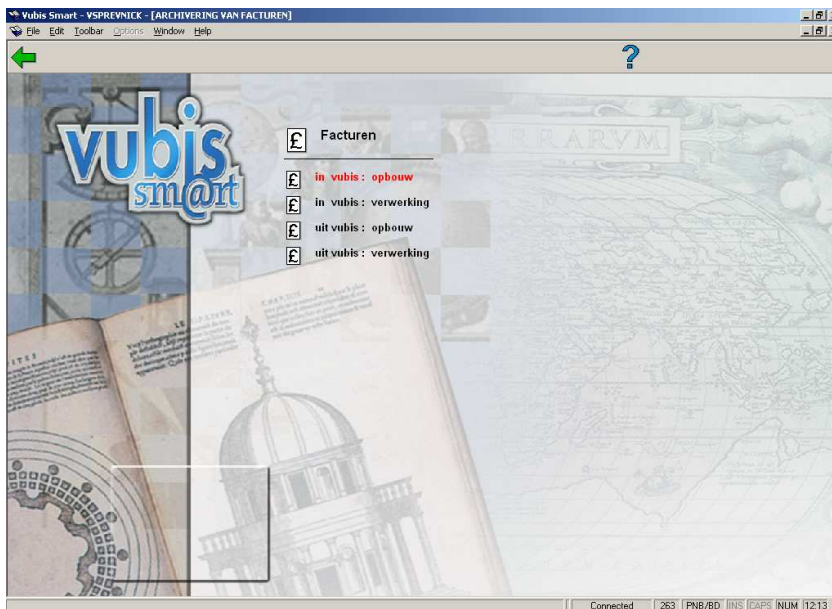 Vubis Smart - VSPREVNICK - [ARCHIVERING VAN FACTUREN]
File Edit Toolbar Options Window Help
?
vubis
sm@rt
£ Facturen
£ in vubis : opbouw
£ in vubis : verwerking
£ uit vubis : opbouw
£ uit vubis : verwerking
Connected 263 PNB/BD INS CAPS NUM 12:13